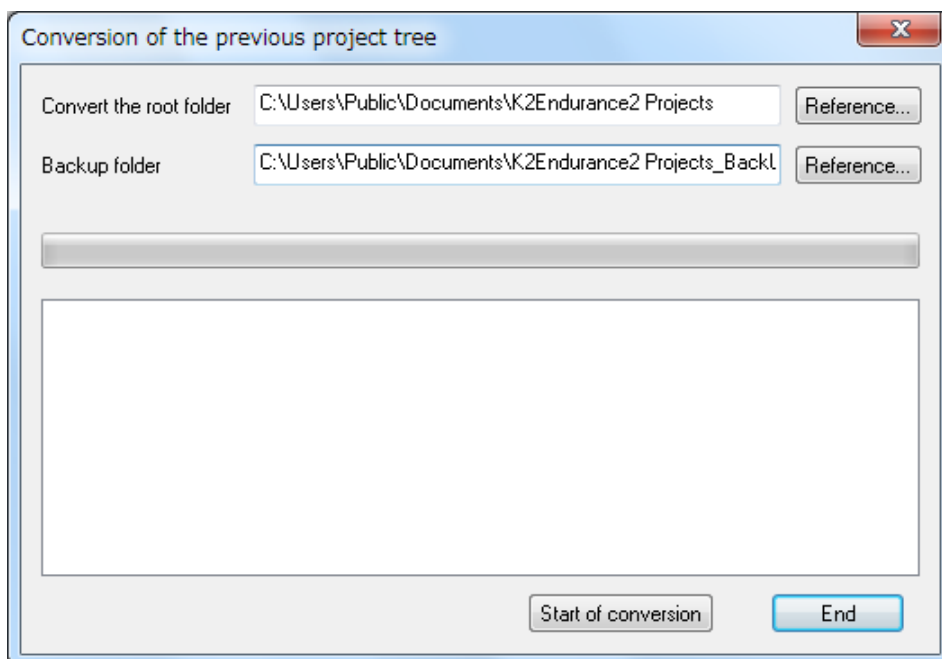 Conversion of the previous project tree
x
Convert the root folder C:\Users\Public\Documents\K2Endurance2 Projects Reference...
Backup folder C:\Users\Public\Documents\K2Endurance2 Projects_Back Reference...
Start of conversion End